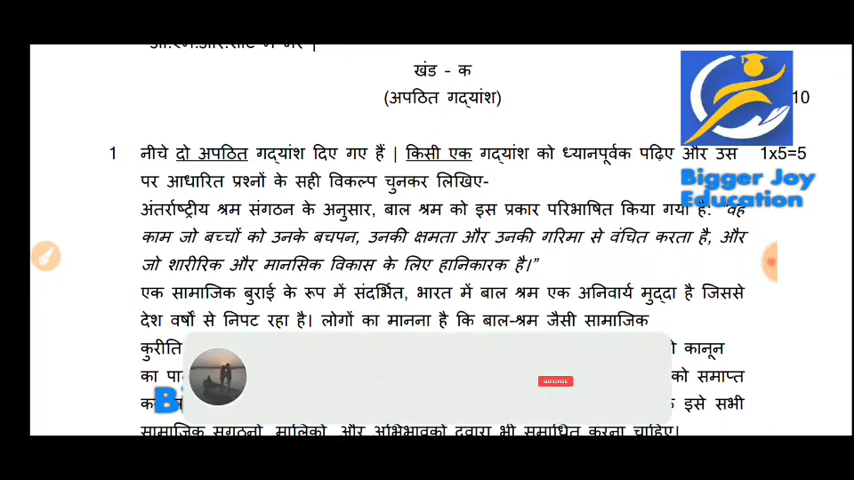 खंड - क
(अपठित गद्यांश)
10
1 नीचे दो अपठित गद्यांश दिए गए हैं | किसी एक गद्यांश को ध्यानपूर्वक पढ़िए और उस 1x5=5
पर आधारित प्रश्नों के सही विकल्प चुनकर लिखिए-
Bigger Joy
Education
अंतर्राष्ट्रीय श्रम संगठन के अनुसार, बाल श्रम को इस प्रकार परिभाषित किया गया है: "वह
काम जो बच्चों को उनके बचपन, उनकी क्षमता और उनकी गरिमा से वंचित करता है, और
जो शारीरिक और मानसिक विकास के लिए हानिकारक है।”
एक सामाजिक बुराई के रूप में संदर्भित, भारत में बाल श्रम एक अनिवार्य मुद्दा है जिससे
देश वर्षों से निपट रहा है। लोगों का मानना है कि बाल-श्रम जैसी सामाजिक
कुरीति कानून
का को समाप्त
SUBSCRIBE
इसे सभी
सामाजिक संगठनों, मालिकों, और अभिभावकों द्वारा भी समाधित करना चाहिए।